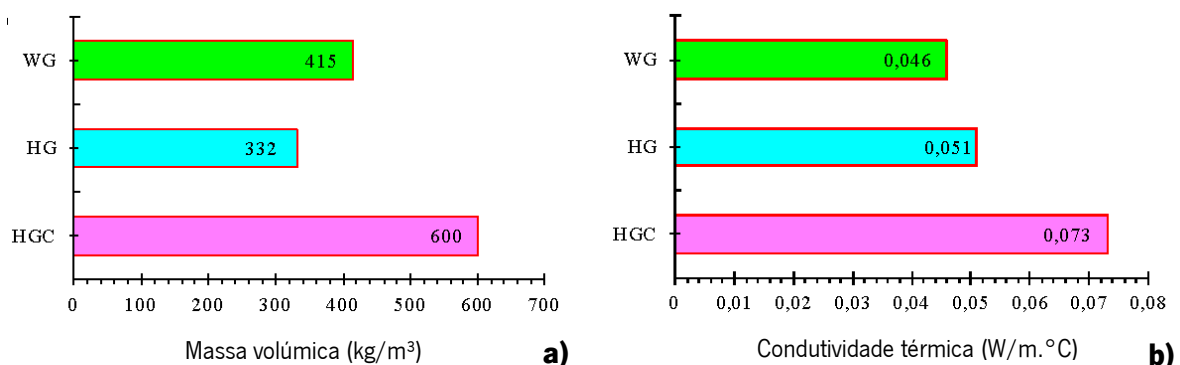 WG
415
HG
332
HGC
600
0 100 200 300 400 500 600 700
Massa volúmica (kg/m³)
a)
WG
0,046
HG
0,051
HGC
0,073
0 0,01 0,02 0,03 0,04 0,05 0,06 0,07 0,08
Condutividade térmica (W/m.°C)
b)